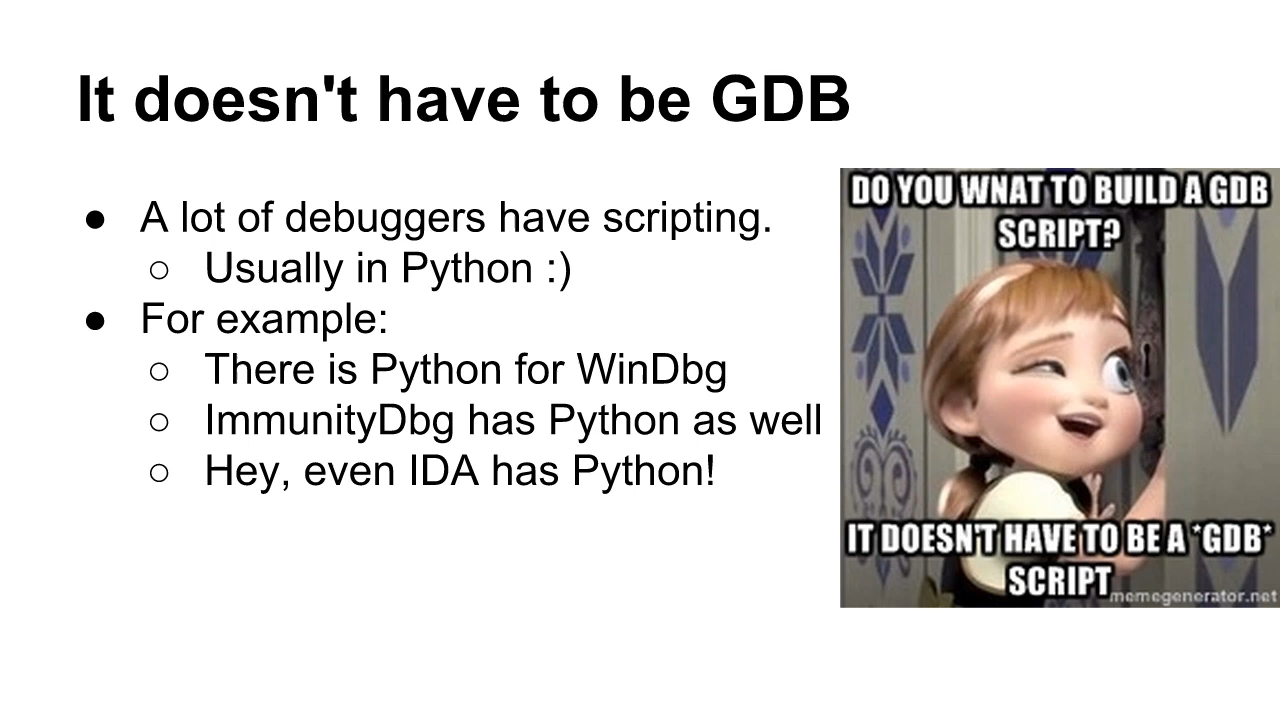 It doesn't have to be GDB
● A lot of debuggers have scripting.
○ Usually in Python :)
● For example:
○ There is Python for WinDbg
○ ImmunityDbg has Python as well
○ Hey, even IDA has Python!
DO YOU WNAT TO BUILD A GDB
SCRIPT?
IT DOESN'T HAVE TO BE A *GDB*
SCRIPT
memegenerator.net